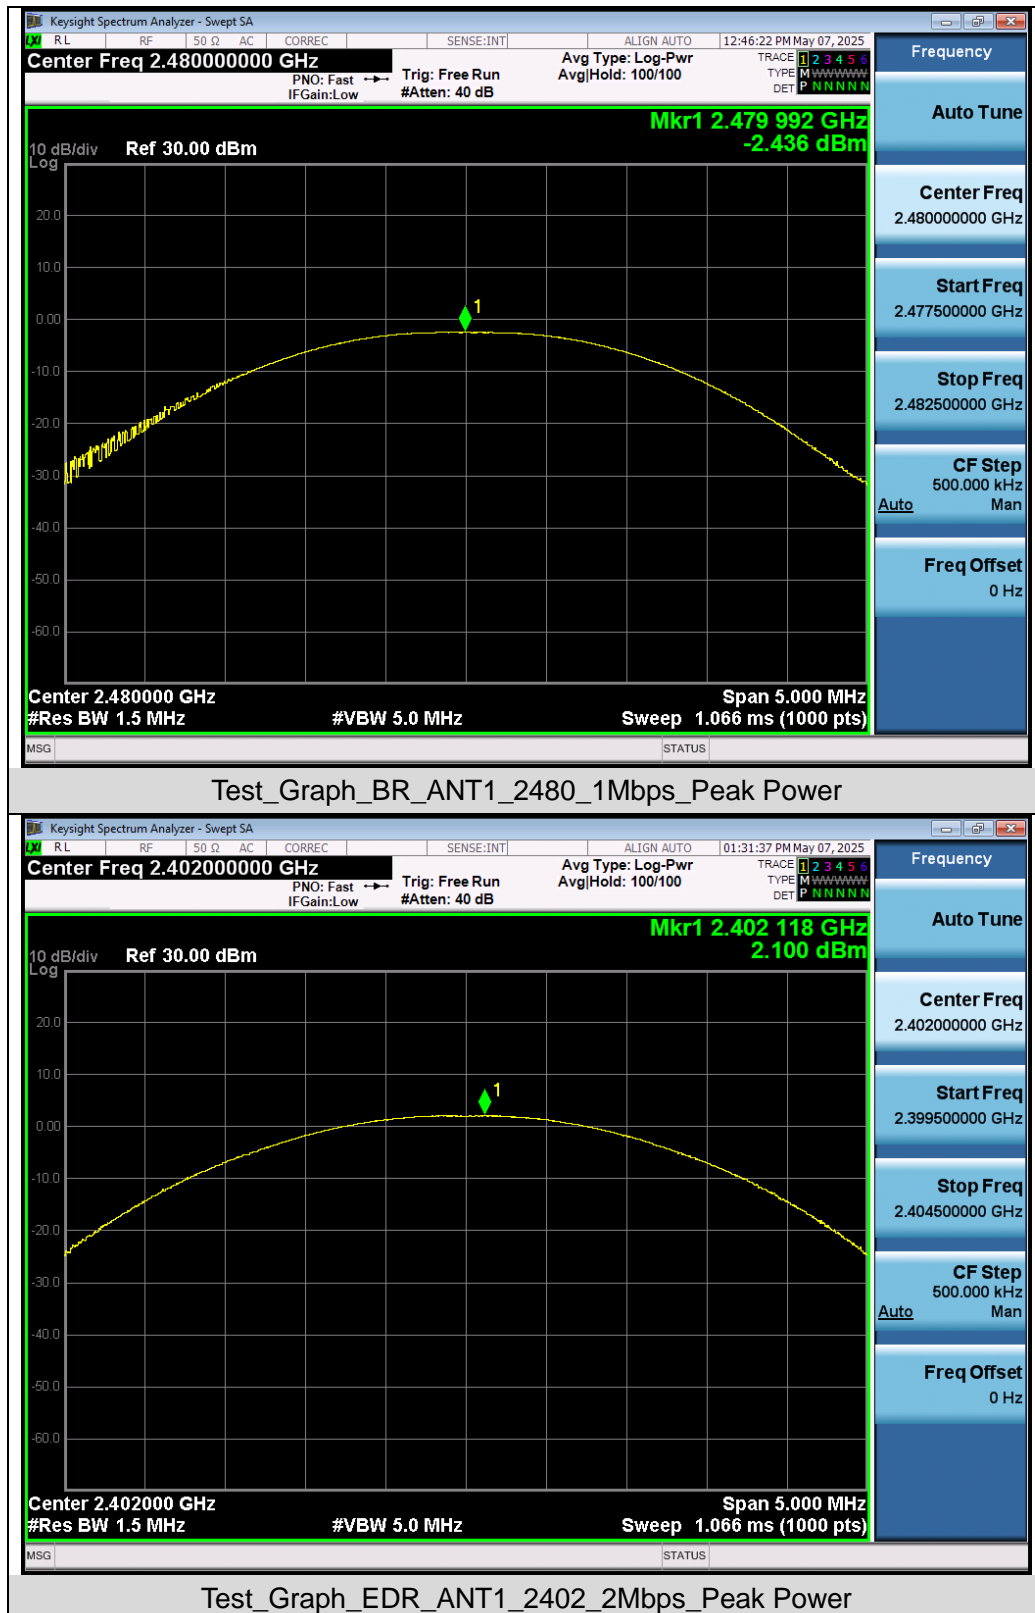 Keysight Spectrum Analyzer - Swept SA
LXI RL RF 50 Ω AC CORREC SENSE:INT ALIGN AUTO 12:46:22 PM May 07, 2025
Center Freq 2.480000000 GHz
PNO: Fast
IFGain:Low
Trig: Free Run
#Atten: 40 dB
Avg Type: Log-Pwr
Avg|Hold: 100/100
TRACE 1 2 3 4 5 6
TYPE M WWWWW
DET P N N N N N
Mkr1 2.479 992 GHz
-2.436 dBm
10 dB/div Ref 30.00 dBm
Log
20.0
10.0
0.00
1
-10.0
-20.0
-30.0
-40.0
-50.0
-60.0
Center 2.480000 GHz Span 5.000 MHz
#Res BW 1.5 MHz #VBW 5.0 MHz Sweep 1.066 ms (1000 pts)
MSG STATUS
Frequency
Auto Tune
Center Freq
2.480000000 GHz
Start Freq
2.477500000 GHz
Stop Freq
2.482500000 GHz
CF Step
500.000 kHz
Auto Man
Freq Offset
0 Hz
Test_Graph_BR_ANT1_2480_1Mbps_Peak Power
Keysight Spectrum Analyzer - Swept SA
LXI RL RF 50 Ω AC CORREC SENSE:INT ALIGN AUTO 01:31:37 PM May 07, 2025
Center Freq 2.402000000 GHz
PNO: Fast
IFGain:Low
Trig: Free Run
#Atten: 40 dB
Avg Type: Log-Pwr
Avg|Hold: 100/100
TRACE 1 2 3 4 5 6
TYPE M WWWWW
DET P N N N N N
Mkr1 2.402 118 GHz
2.100 dBm
10 dB/div Ref 30.00 dBm
Log
20.0
10.0
1
0.00
-10.0
-20.0
-30.0
-40.0
-50.0
-60.0
Center 2.402000 GHz Span 5.000 MHz
#Res BW 1.5 MHz #VBW 5.0 MHz Sweep 1.066 ms (1000 pts)
MSG STATUS
Frequency
Auto Tune
Center Freq
2.402000000 GHz
Start Freq
2.399500000 GHz
Stop Freq
2.404500000 GHz
CF Step
500.000 kHz
Auto Man
Freq Offset
0 Hz
Test_Graph_EDR_ANT1_2402_2Mbps_Peak Power